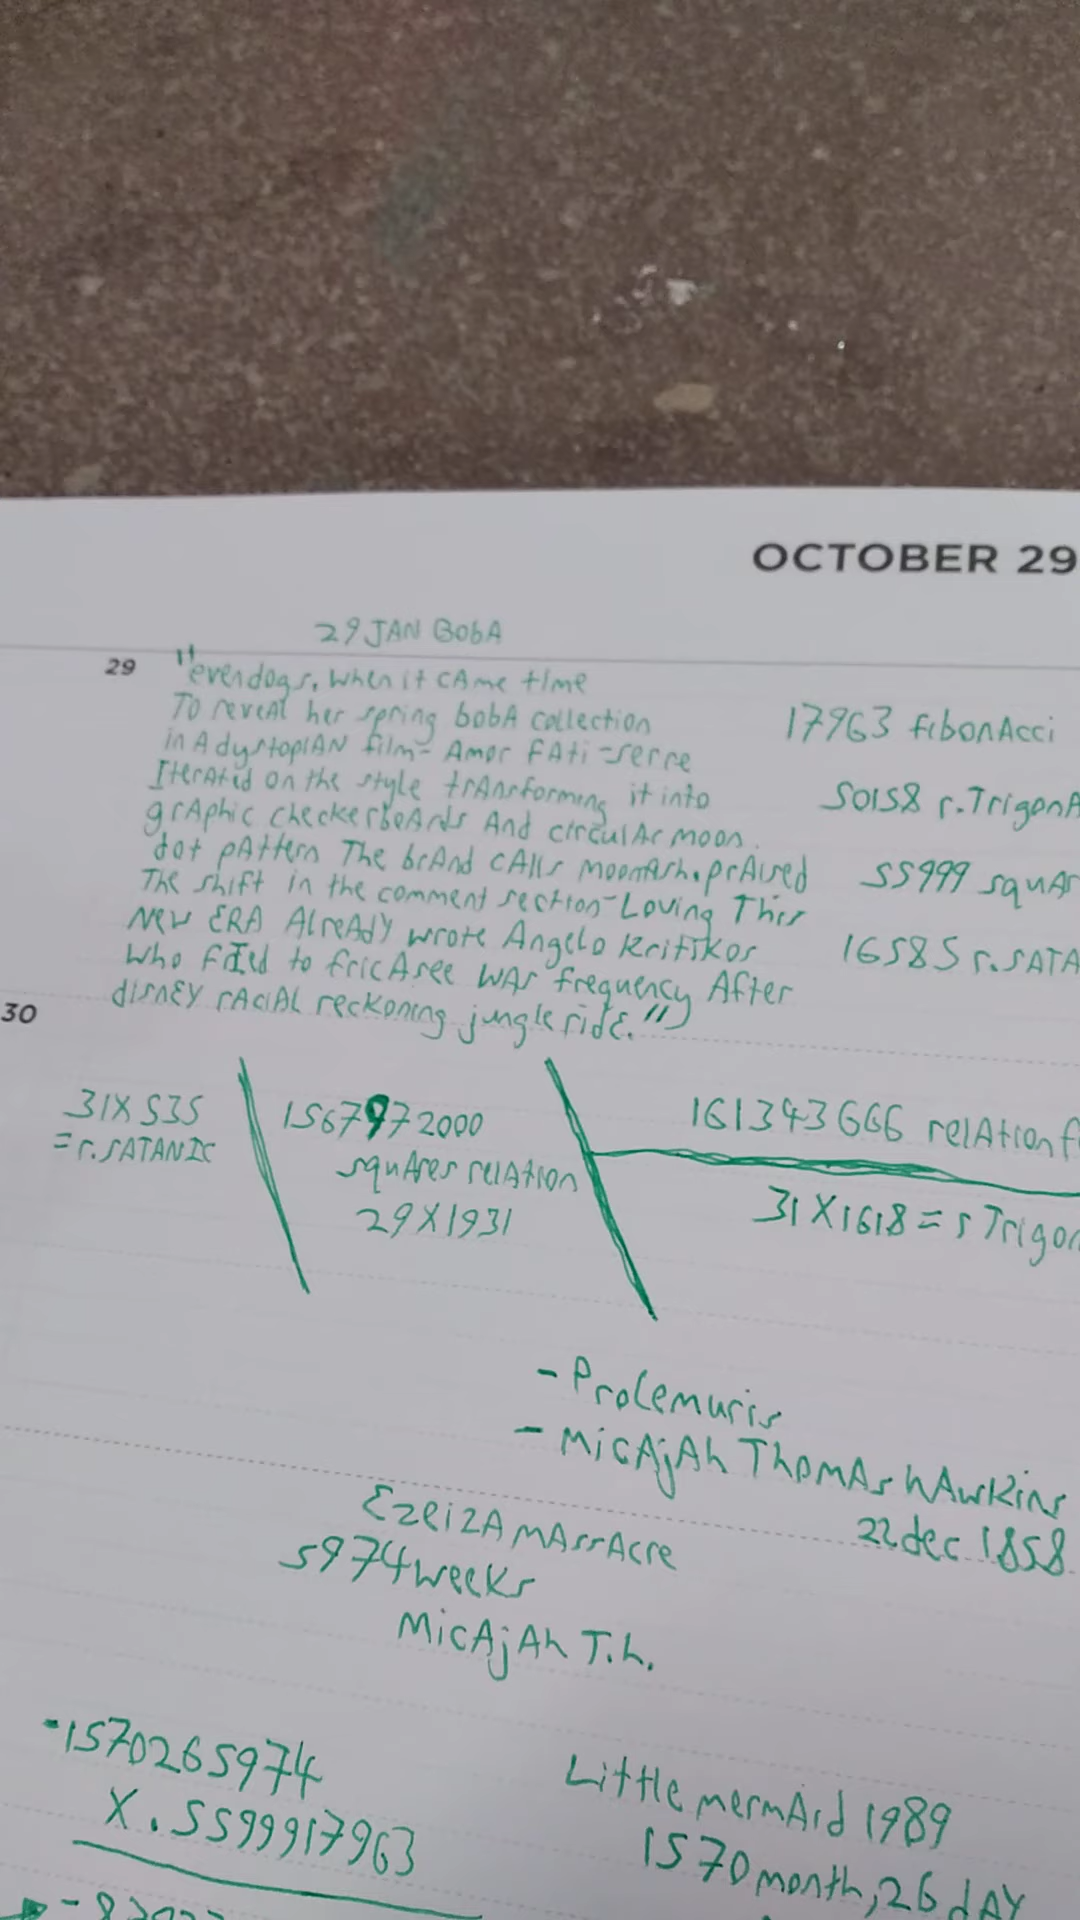 OCTOBER 29
29 JAN BobA
29
"evendogs, when it cAme time
To reveAl her spring bobA collection
in A dystopiAN film- Amor FAti -serre
IterAted on the style trAnsforming it into
grAphic checkerboArds And circulAr moon.
dot pAttern The brAnd cAlls moonAsh.prAised
The shift in the comment section-Loving This
New ERA AlreADy wrote Angelo Kritikos
who fried to fricAsee wAs frequency After
disnEy rAciAl reckoning jungle ridE.")
17963 fibonAcci
50158 r.TrigonA
55999 squAr
16585 r.SATA
30
31X535
=r.SATANIC
1567972000
squAres relAtion
29X1931
161343666 relAtion f
31X1618= r Trigon
- Prolemuris
- MicAjAh ThomAs hAwkins
22 dec 1858
EzeizA mAssAcre
5974 weeks
MicAjAh T.h.
-1570265974
X.5599917963
Little mermAid 1989
1570 month, 26 dAY